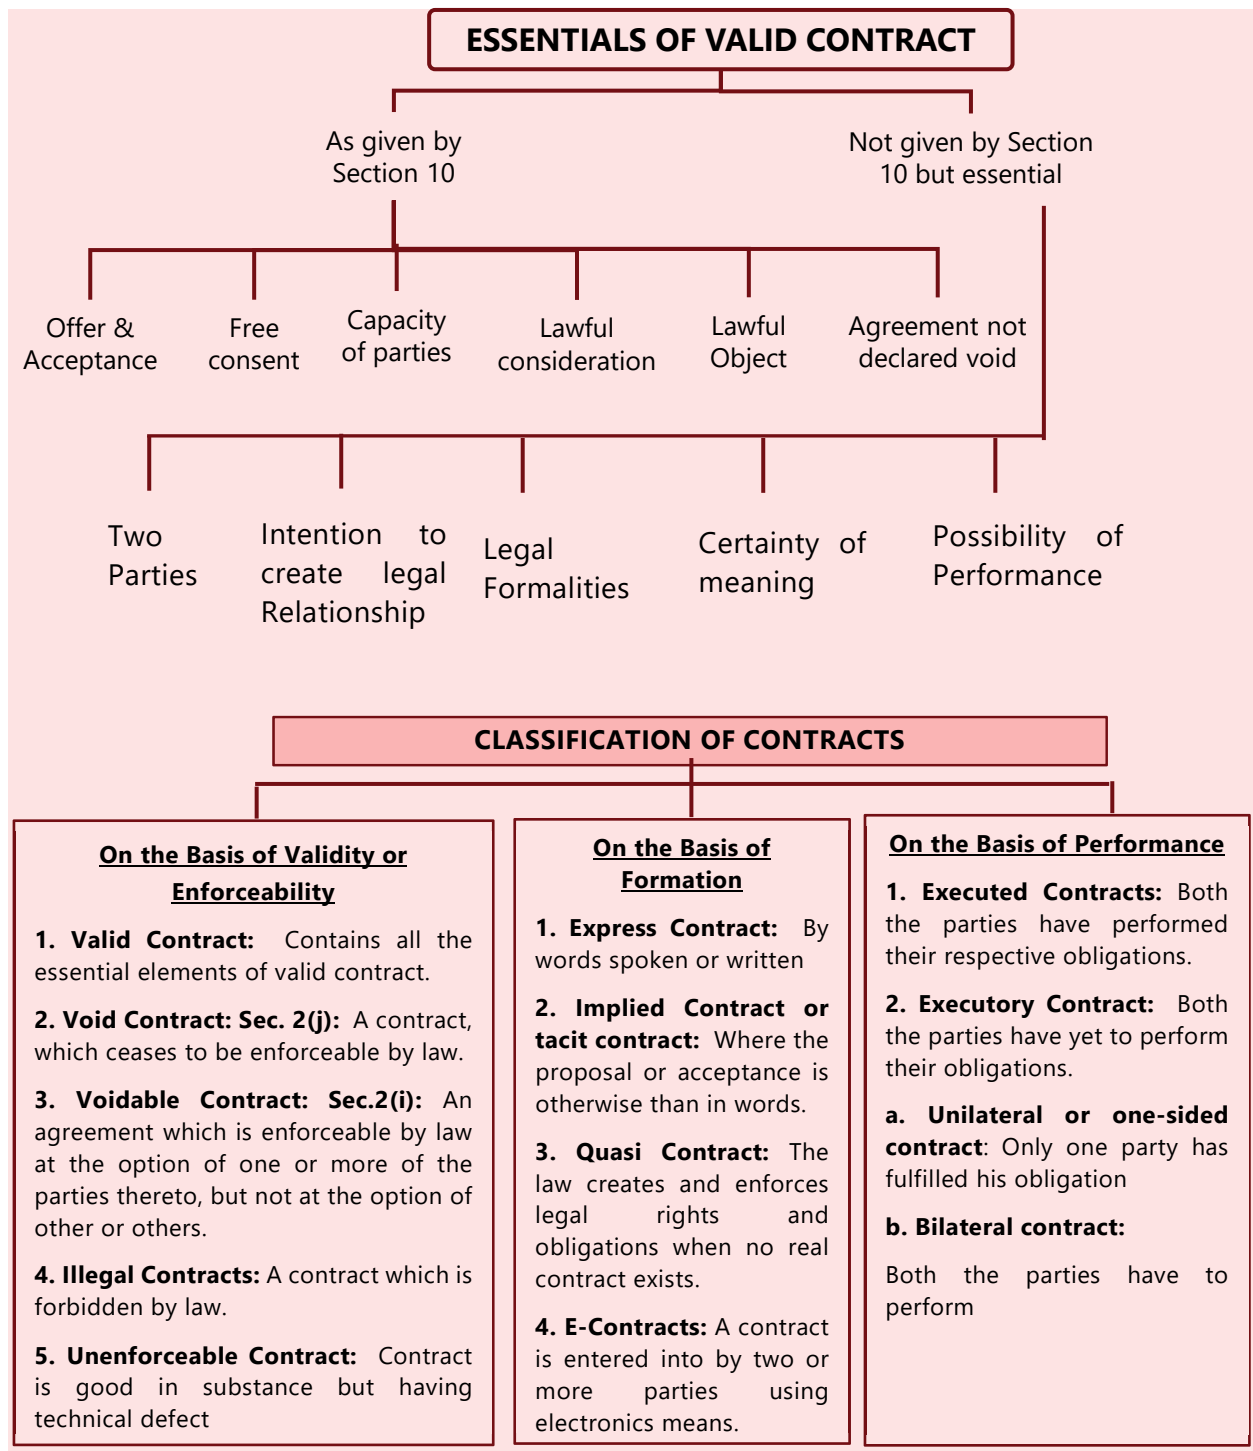 ESSENTIALS OF VALID CONTRACT
As given by
Section 10
Not given by Section
10 but essential
Offer &
Acceptance
Free
consent
Capacity
of parties
Lawful
consideration
Lawful
Object
Agreement not
declared void
Two
Parties
Intention to
create legal
Relationship
Legal
Formalities
Certainty of
meaning
Possibility of
Performance
CLASSIFICATION OF CONTRACTS
On the Basis of Validity or
Enforceability
1. Valid Contract: Contains all the
essential elements of valid contract.
2. Void Contract: Sec. 2(j): A contract,
which ceases to be enforceable by law.
3. Voidable Contract: Sec.2(i): An
agreement which is enforceable by law
at the option of one or more of the
parties thereto, but not at the option of
other or others.
4. Illegal Contracts: A contract which is
forbidden by law.
5. Unenforceable Contract: Contract
is good in substance but having
technical defect
On the Basis of
Formation
1. Express Contract: By
words spoken or written
2. Implied Contract or
tacit contract: Where the
proposal or acceptance is
otherwise than in words.
3. Quasi Contract: The
law creates and enforces
legal rights and
obligations when no real
contract exists.
4. E-Contracts: A contract
is entered into by two or
more parties using
electronics means.
On the Basis of Performance
1. Executed Contracts: Both
the parties have performed
their respective obligations.
2. Executory Contract: Both
the parties have yet to perform
their obligations.
a. Unilateral or one-sided
contract: Only one party has
fulfilled his obligation
b. Bilateral contract:
Both the parties have to
perform